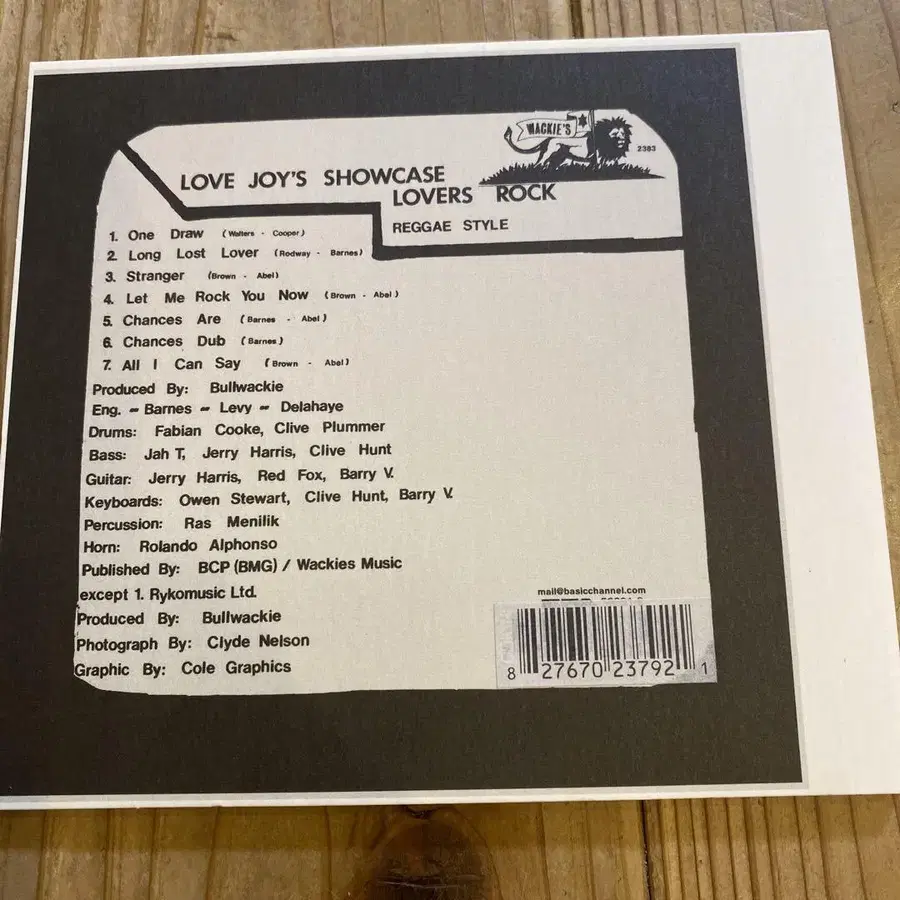 WACKIE'S
2383
LOVE JOY'S SHOWCASE
LOVERS ROCK
REGGAE STYLE
1. One Draw (Walters - Cooper)
2. Long Lost Lover (Rodway - Barnes)
3. Stranger (Brown - Abel)
4. Let Me Rock You Now (Brown - Abel)
5. Chances Are (Barnes - Abel)
6. Chances Dub (Barnes)
7. All I Can Say (Brown - Abel)
Produced By: Bullwackie
Eng. - Barnes - Levy - Delahaye
Drums: Fabian Cooke, Clive Plummer
Bass: Jah T, Jerry Harris, Clive Hunt
Guitar: Jerry Harris, Red Fox, Barry V.
Keyboards: Owen Stewart, Clive Hunt, Barry V.
Percussion: Ras Menilik
Horn: Rolando Alphonso
Published By: BCP (BMG) / Wackies Music
except 1. Rykomusic Ltd.
Produced By: Bullwackie
Photograph By: Clyde Nelson
Graphic By: Cole Graphics
mail@basicchannel.com
8 27670 23792 1